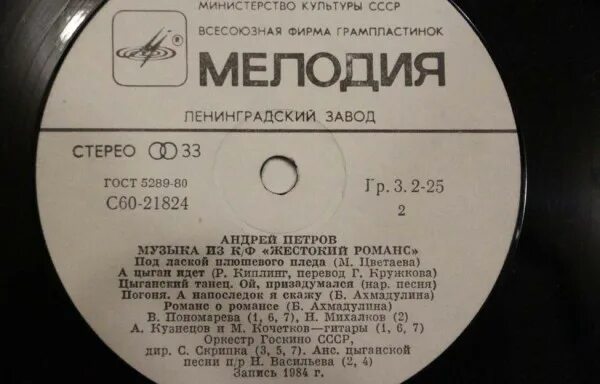 МИНИСТЕРСТВО КУЛЬТУРЫ СССР
ВСЕСОЮЗНАЯ ФИРМА ГРАМПЛАСТИНОК
МЕЛОДИЯ
ЛЕНИНГРАДСКИЙ ЗАВОД
СТЕРЕО 33
ГОСТ 5289-80
С60-21824
Гр. 3. 2-25
2
АНДРЕЙ ПЕТРОВ
МУЗЫКА ИЗ К/Ф «ЖЕСТОКИЙ РОМАНС»
Под лаской плюшевого пледа (М. Цветаева)
А цыган идет (Р. Киплинг, перевод Г. Кружкова)
Цыганский танец. Ой, призадумался (нар. песня)
Погоня. А напоследок я скажу (Б. Ахмадулина)
Романс о романсе (Б. Ахмадулина)
В. Пономарева (1, 6, 7), Н. Михалков (2)
А. Кузнецов и М. Кочетков—гитары (1, 6, 7)
Оркестр Госкино СССР,
дир. С. Скрипка (3, 5, 7). Анс. цыганской
песни п/р Н. Васильева (2, 4)
Запись 1984 г.